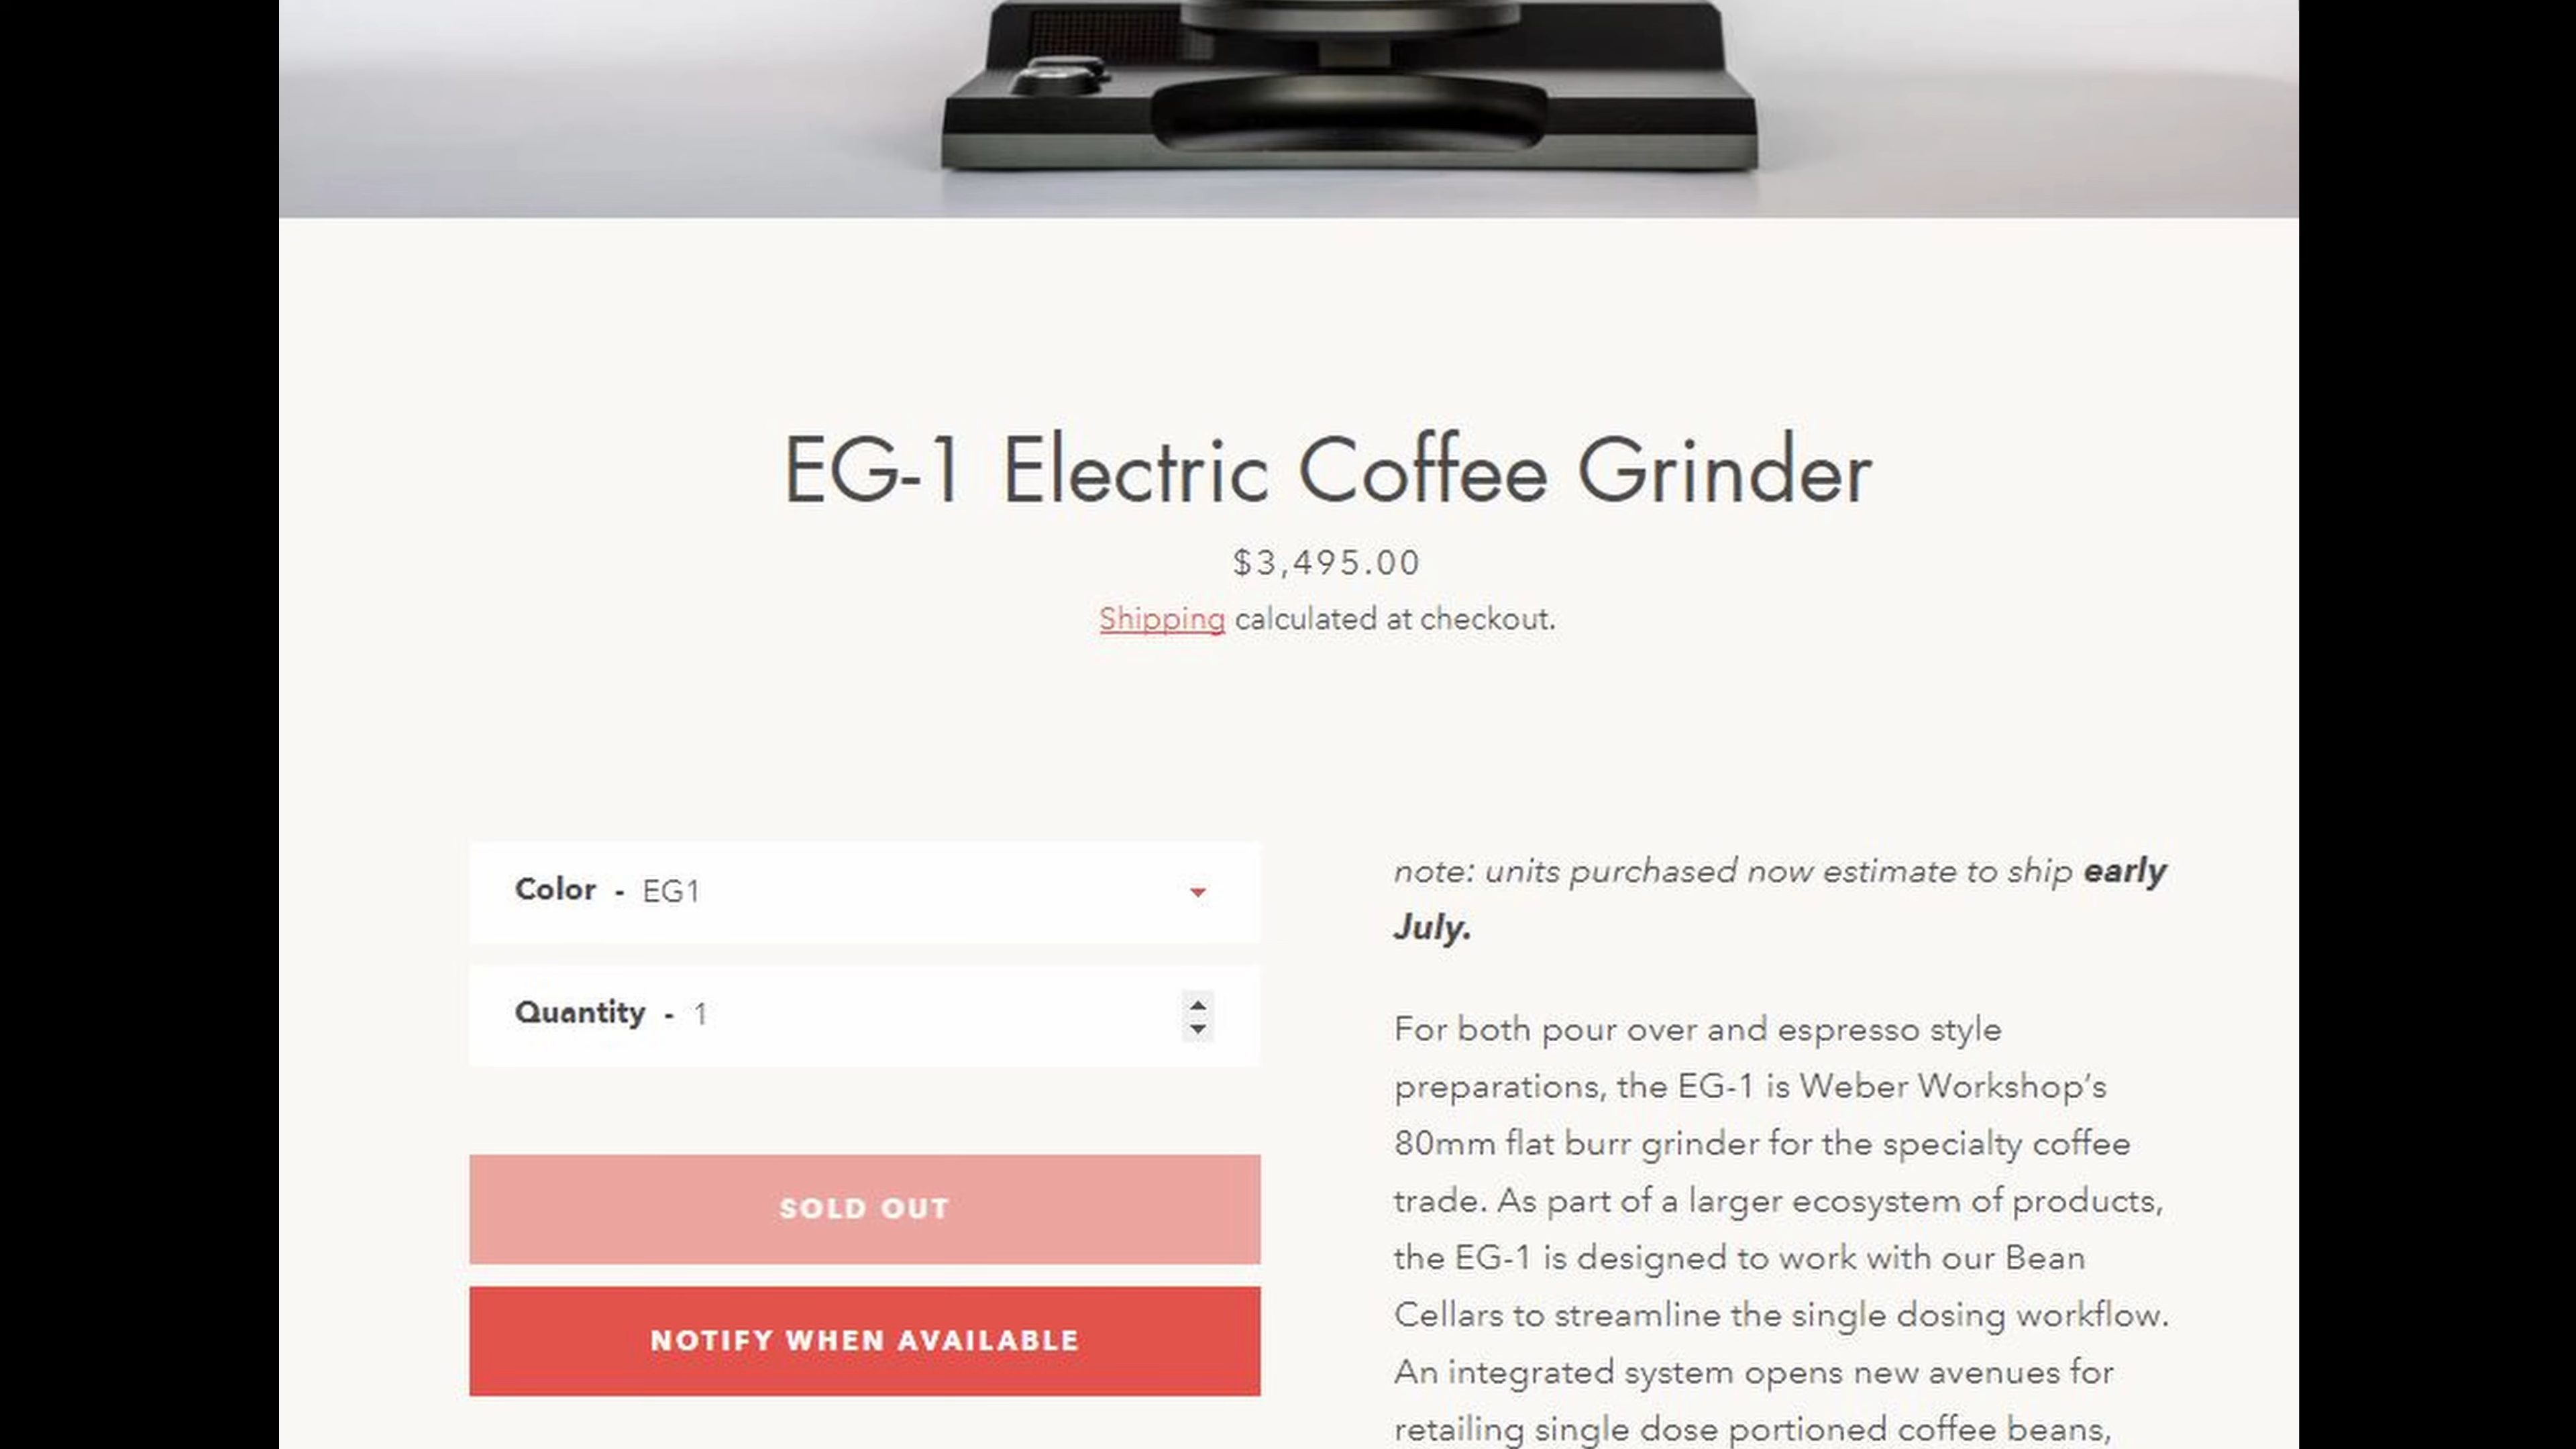 EG-1 Electric Coffee Grinder
$3,495.00
Shipping calculated at checkout.
Color - EG1
Quantity - 1
SOLD OUT
NOTIFY WHEN AVAILABLE
note: units purchased now estimate to ship early
July.
For both pour over and espresso style
preparations, the EG-1 is Weber Workshop’s
80mm flat burr grinder for the specialty coffee
trade. As part of a larger ecosystem of products,
the EG-1 is designed to work with our Bean
Cellars to streamline the single dosing workflow.
An integrated system opens new avenues for
retailing single dose portioned coffee beans,